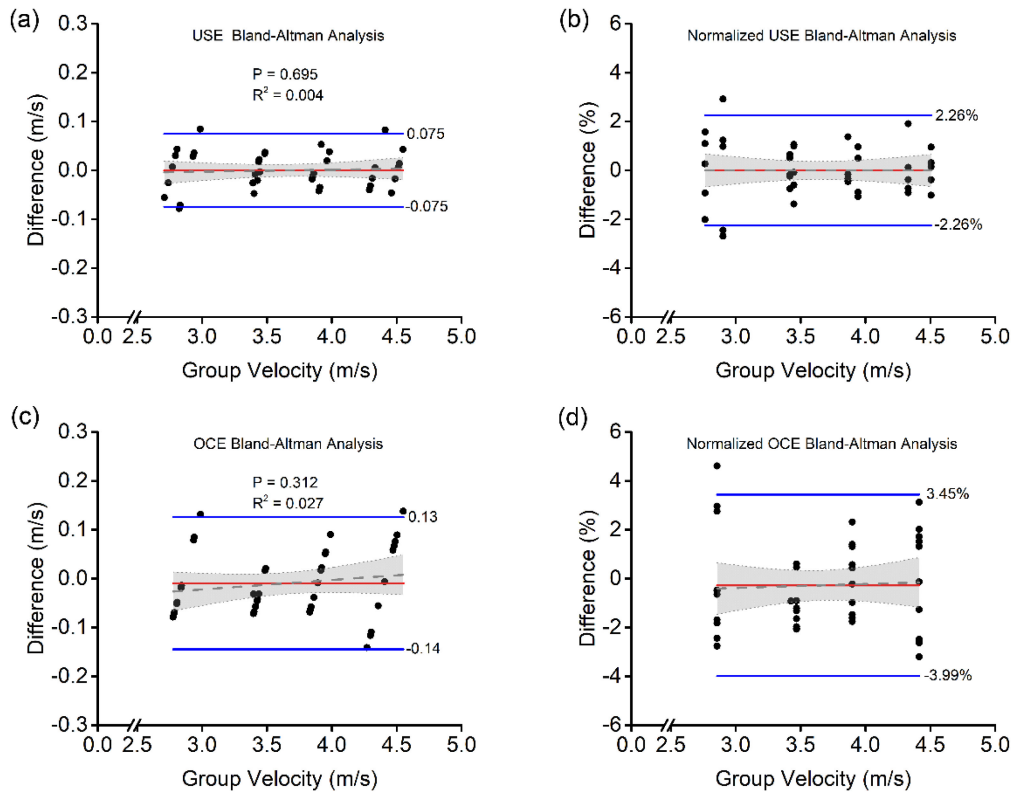 (a)
USE Bland-Altman Analysis
P = 0.695
R² = 0.004
0.3
0.2
0.1
0.0
-0.1
-0.2
-0.3
Difference (m/s)
0.075
-0.075
0.0 2.5 3.0 3.5 4.0 4.5 5.0
Group Velocity (m/s)
(b)
Normalized USE Bland-Altman Analysis
6
4
2
0
-2
-4
-6
Difference (%)
2.26%
-2.26%
0.0 2.5 3.0 3.5 4.0 4.5 5.0
Group Velocity (m/s)
(c)
OCE Bland-Altman Analysis
P = 0.312
R² = 0.027
0.3
0.2
0.1
0.0
-0.1
-0.2
-0.3
Difference (m/s)
0.13
-0.14
0.0 2.5 3.0 3.5 4.0 4.5 5.0
Group Velocity (m/s)
(d)
Normalized OCE Bland-Altman Analysis
6
4
2
0
-2
-4
-6
Difference (%)
3.45%
-3.99%
0.0 2.5 3.0 3.5 4.0 4.5 5.0
Group Velocity (m/s)